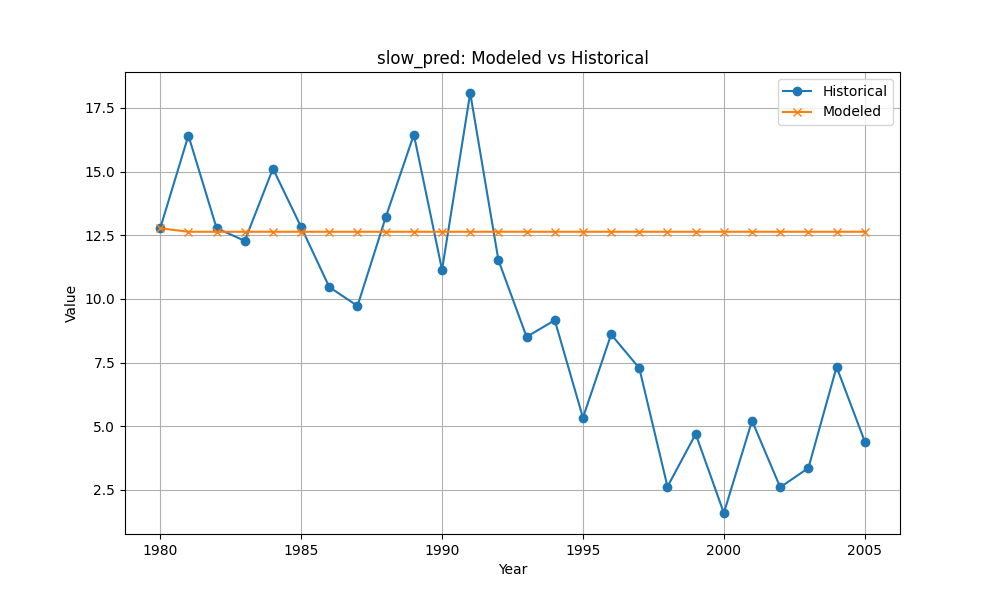 slow_pred: Modeled vs Historical
Historical
Modeled
17.5
15.0
12.5
10.0
7.5
5.0
2.5
Value
1980
1985
1990
1995
2000
2005
Year